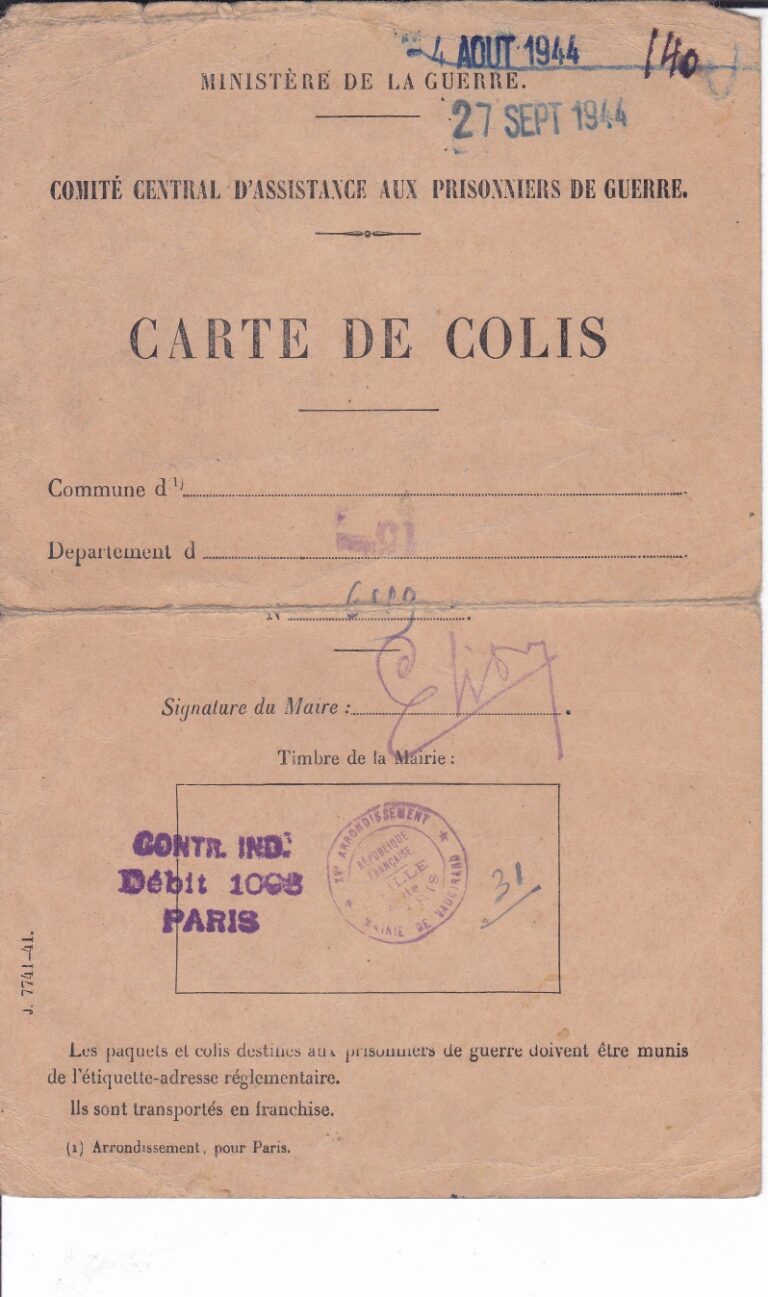 4 AOUT 1944
140
MINISTÈRE DE LA GUERRE.
27 SEPT 1944
COMITÉ CENTRAL D'ASSISTANCE AUX PRISONNIERS DE GUERRE.
CARTE DE COLIS
Commune d (1)
Departement d
N°
Signature du Maire :
Timbre de la Mairie :
CONTR. IND.
Débit
PARIS
ARRONDISSEMENT
MAIRIE DE VAUGIRARD
RÉPUBLIQUE
FRANÇAISE
VILLE
de
PARIS
31
J. 7741-41.
Les paquets et colis destinés aux prisonniers de guerre doivent être munis
de l'étiquette-adresse réglementaire.
Ils sont transportés en franchise.
(1) Arrondissement, pour Paris.